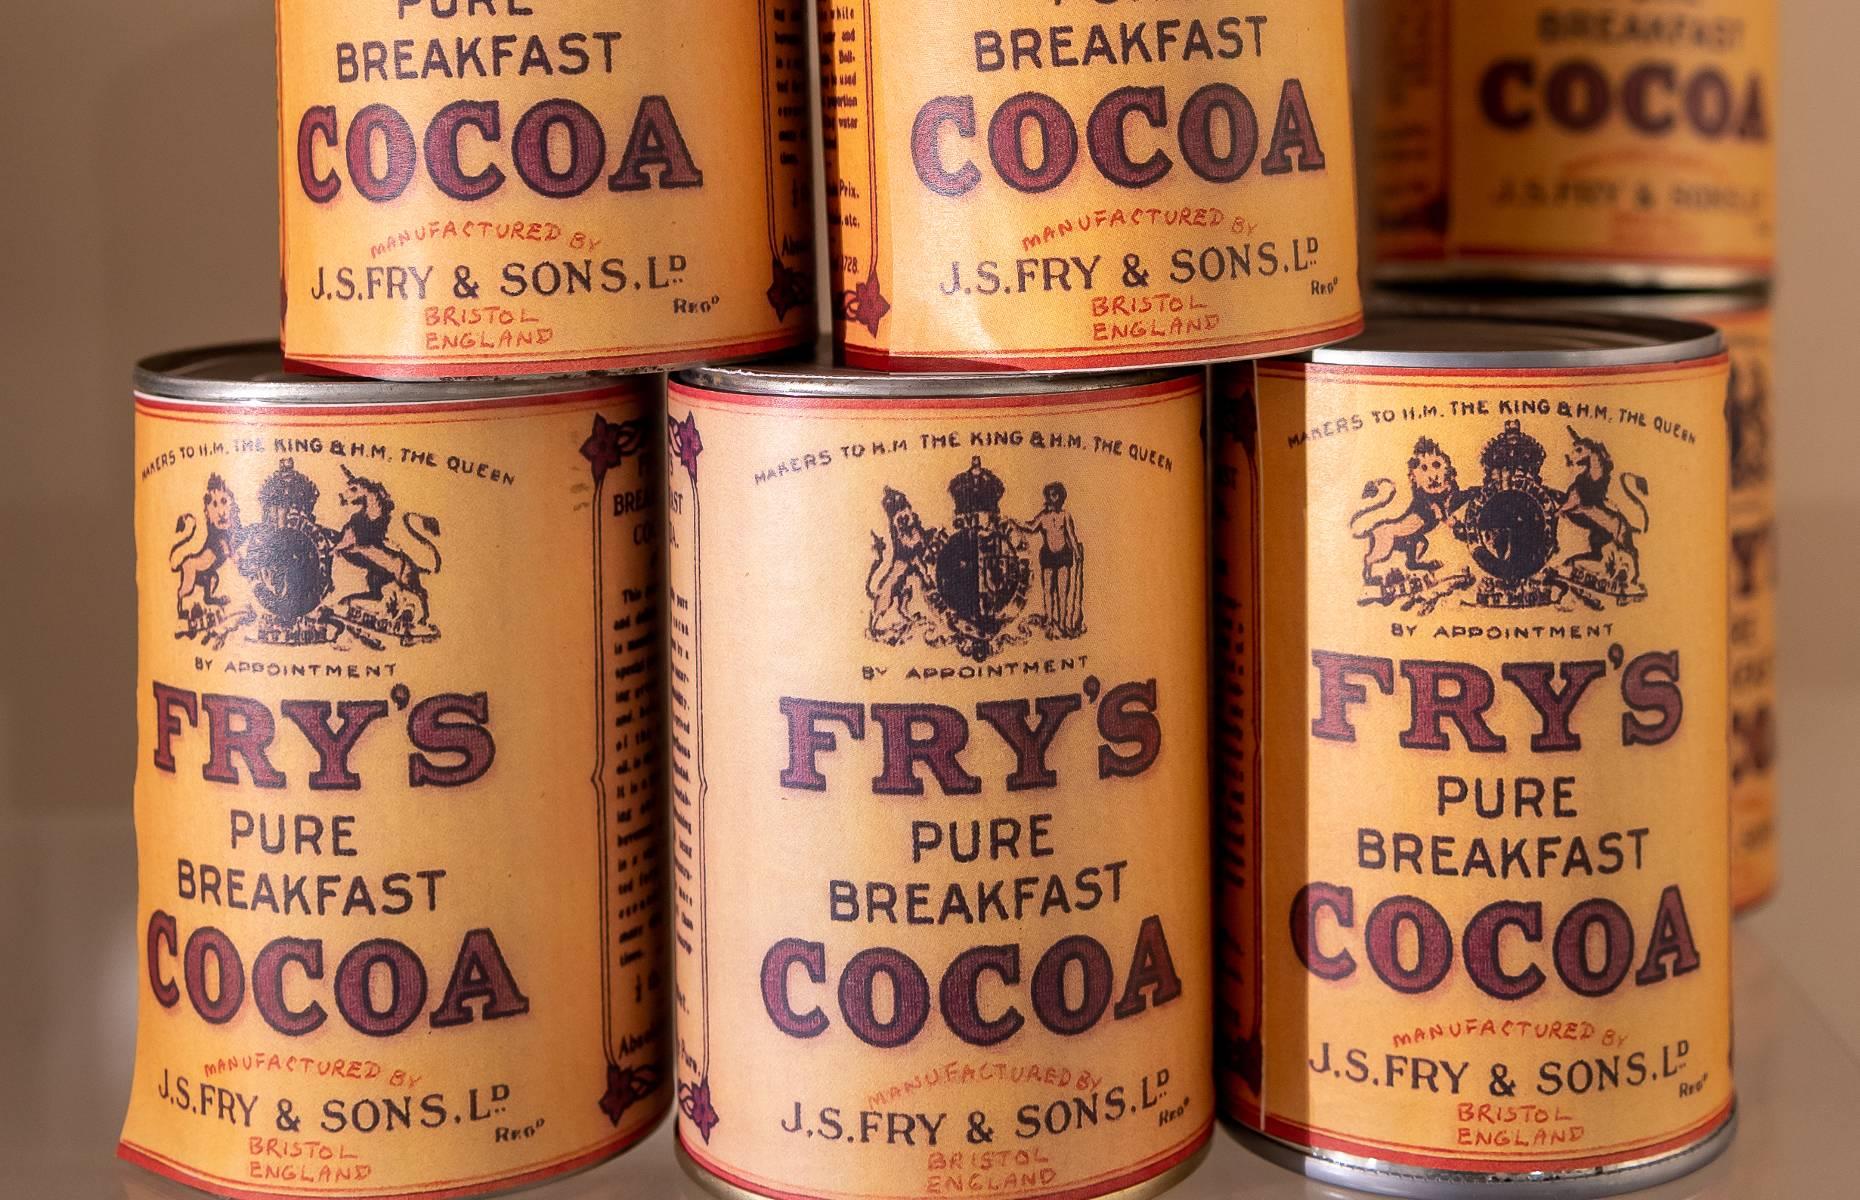 PURE
BREAKFAST
COCOA
MANUFACTURED BY
J.S.FRY & SONS.LD
REGD
BRISTOL
ENGLAND
BREAKFAST
COCOA
MANUFACTURED BY
J.S.FRY & SONS.LD
REGD
BRISTOL
ENGLAND
BREAKFAST
COCOA
J.S.FRY & SONS.
MAKERS TO H.M. THE KING & H.M. THE QUEEN
BY APPOINTMENT
FRY'S
PURE
BREAKFAST
COCOA
MANUFACTURED BY
J.S.FRY & SONS.LD
REGD
BRISTOL
ENGLAND
MAKERS TO H.M THE KING & H.M. THE QUEEN
BY APPOINTMENT
FRY'S
PURE
BREAKFAST
COCOA
MANUFACTURED BY
J.S.FRY & SONS.LD
REGD
BRISTOL
ENGLAND
MAKERS TO H.M. THE KING & H.M. THE QUEEN
BY APPOINTMENT
FRY'S
PURE
BREAKFAST
COCOA
MANUFACTURED BY
J.S.FRY & SONS.LD
REGD
BRISTOL
ENGLAND